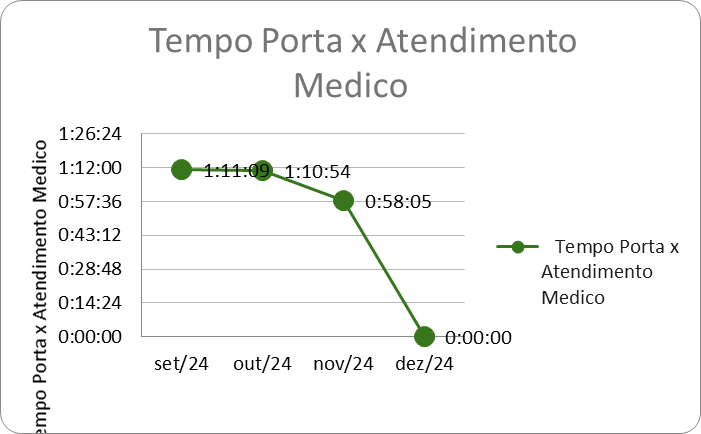 Tempo Porta x Atendimento
Medico
empo Porta x Atendimento Medico
1:26:24
1:12:00
0:57:36
0:43:12
0:28:48
0:14:24
0:00:00
1:11:09
1:10:54
0:58:05
0:00:00
set/24
out/24
nov/24
dez/24
Tempo Porta x
Atendimento
Medico